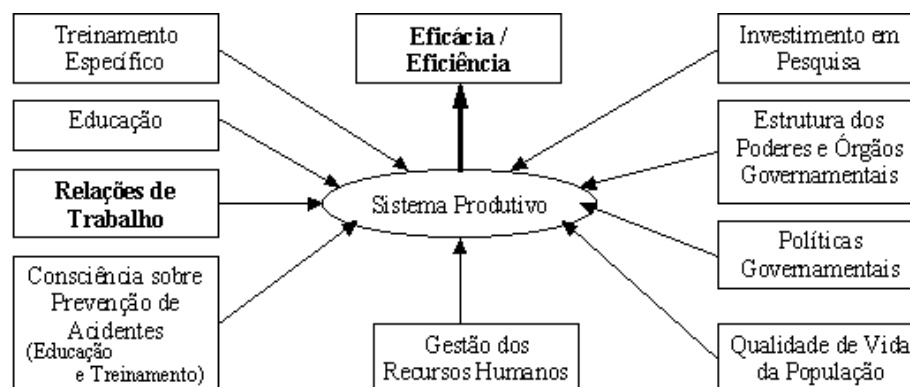 Treinamento
Específico
Eficácia /
Eficiência
Investimento em
Pesquisa
Educação
Estrutura dos
Poderes e Órgãos
Governamentais
Relações de
Trabalho
Sistema Produtivo
Políticas
Governamentais
Consciência sobre
Prevenção de
Acidentes
(Educação
e Treinamento)
Gestão dos
Recursos Humanos
Qualidade de Vida
da População